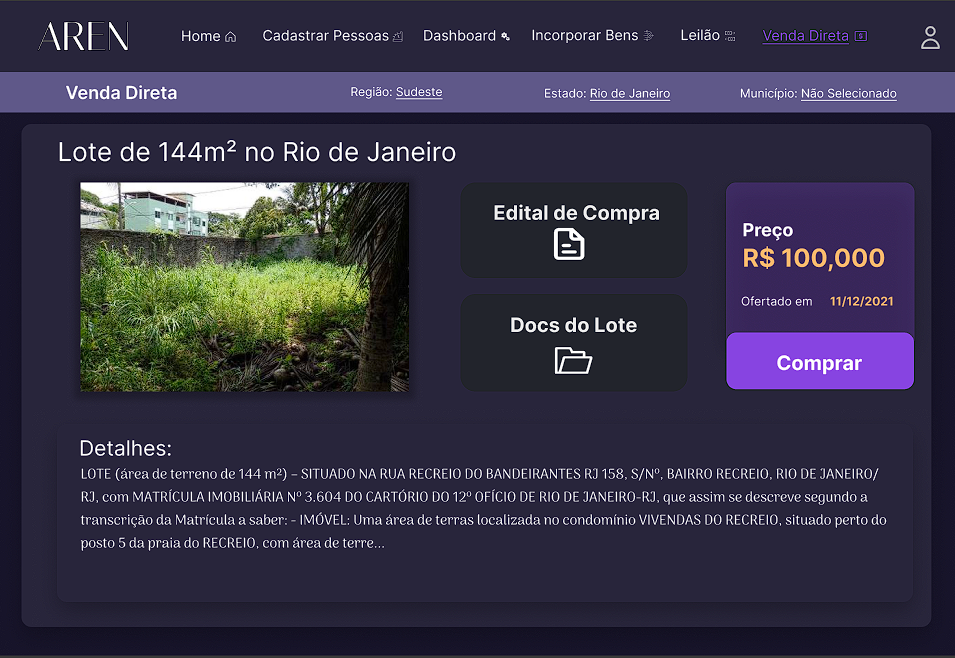 AREN Home Cadastrar Pessoas Dashboard Incorporar Bens Leilão Venda Direta
Venda Direta Região: Sudeste Estado: Rio de Janeiro Município: Não Selecionado
Lote de 144m² no Rio de Janeiro
Edital de Compra
Docs do Lote
Preço
R$ 100,000
Ofertado em 11/12/2021
Comprar
Detalhes:
LOTE (área de terreno de 144 m²) – SITUADO NA RUA RECREIO DO BANDEIRANTES RJ 158, S/Nº, BAIRRO RECREIO, RIO DE JANEIRO/
RJ, com MATRÍCULA IMOBILIÁRIA Nº 3.604 DO CARTÓRIO DO 12º OFÍCIO DE RIO DE JANEIRO-RJ, que assim se descreve segundo a
transcrição da Matrícula a saber: - IMÓVEL: Uma área de terras localizada no condomínio VIVENDAS DO RECREIO, situado perto do
posto 5 da praia do RECREIO, com área de terre...